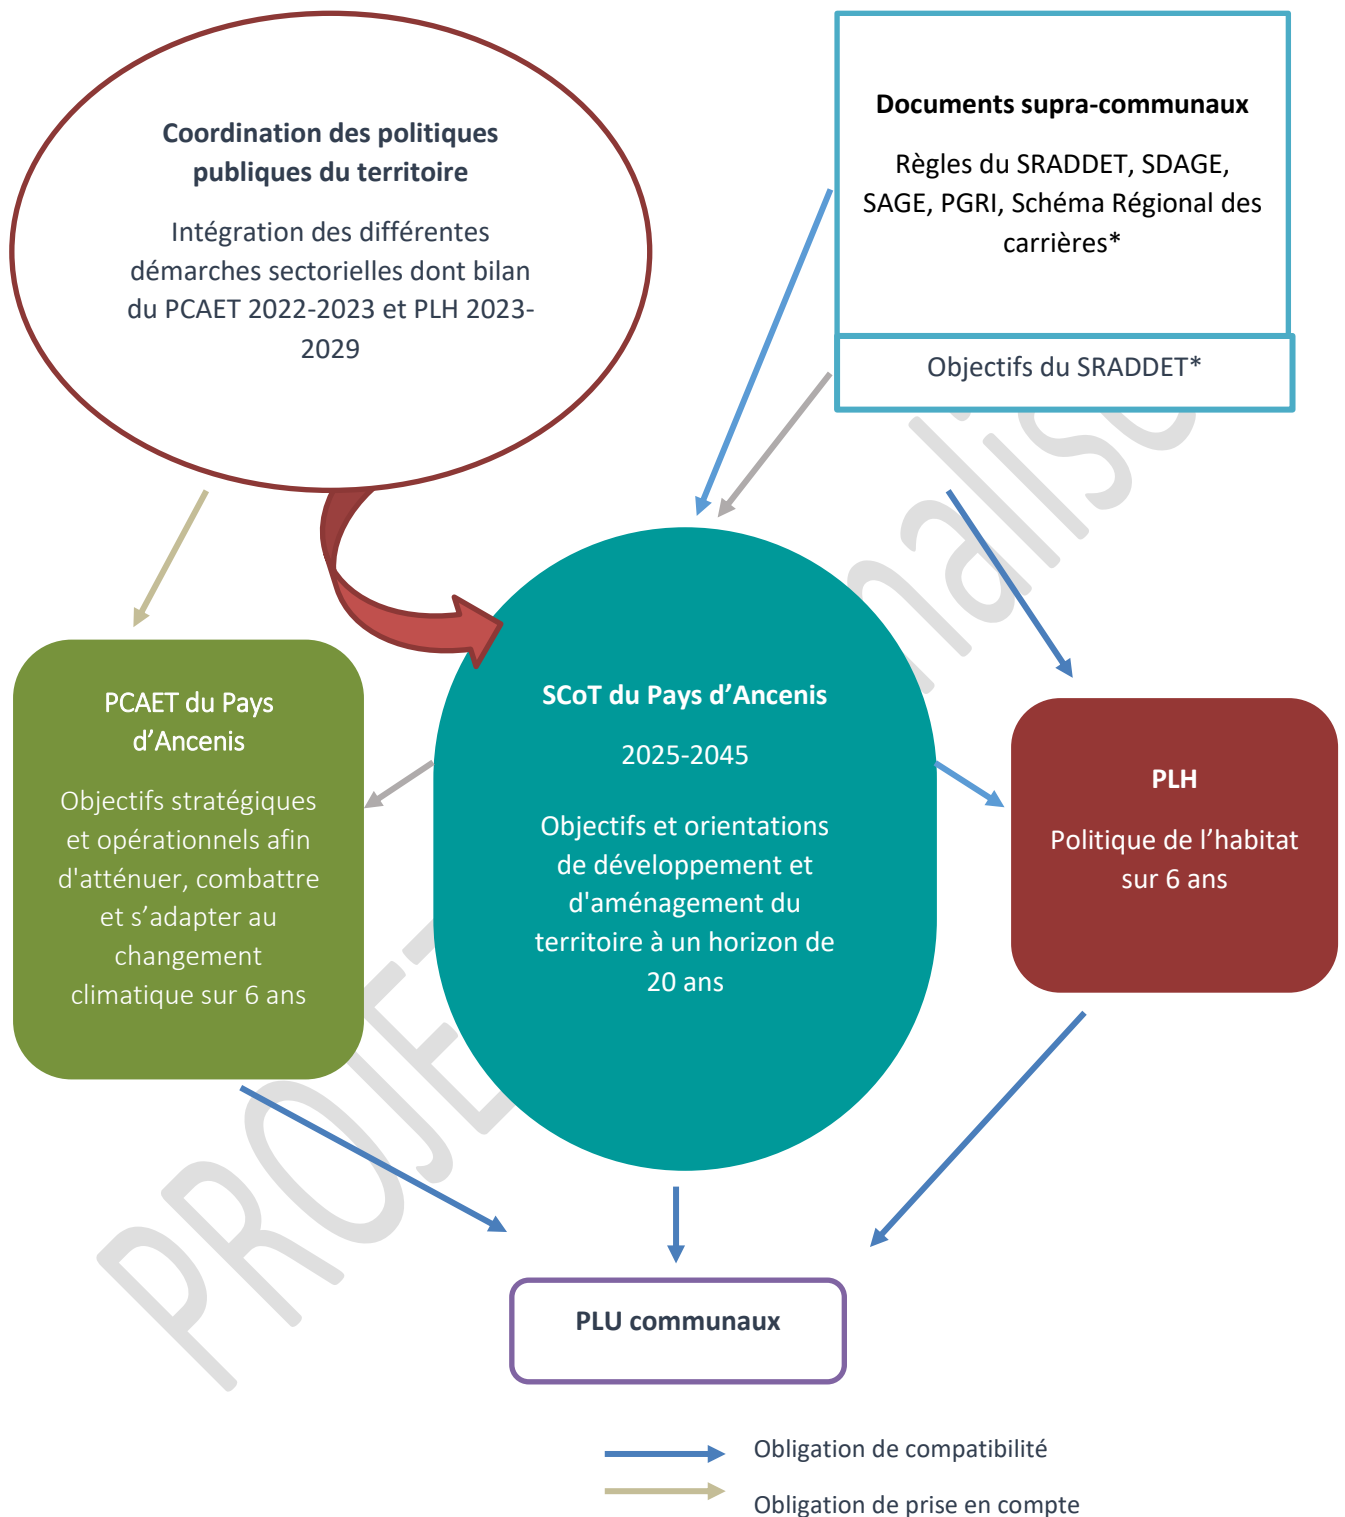 Coordination des politiques
publiques du territoire
Intégration des différentes
démarches sectorielles dont bilan
du PCAET 2022-2023 et PLH 2023-
2029
Documents supra-communaux
Règles du SRADDET, SDAGE,
SAGE, PGRI, Schéma Régional des
carrières*
Objectifs du SRADDET*
PCAET du Pays
d’Ancenis
Objectifs stratégiques
et opérationnels afin
d'atténuer, combattre
et s’adapter au
changement
climatique sur 6 ans
SCoT du Pays d’Ancenis
2025-2045
Objectifs et orientations
de développement et
d'aménagement du
territoire à un horizon de
20 ans
PLH
Politique de l’habitat
sur 6 ans
PLU communaux
Obligation de compatibilité
Obligation de prise en compte